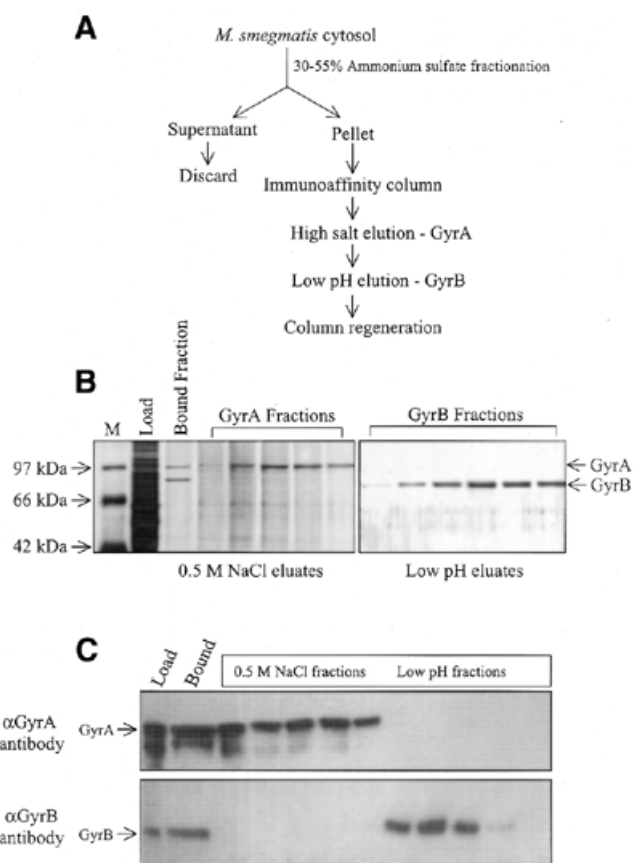 A
M. smegmatis cytosol
30-55% Ammonium sulfate fractionation
Supernatant
Pellet
Discard
Immunoaffinity column
High salt elution - GyrA
Low pH elution - GyrB
Column regeneration
B
M
Load
Bound Fraction
GyrA Fractions
GyrB Fractions
97 kDa
66 kDa
42 kDa
GyrA
GyrB
0.5 M NaCl eluates
Low pH eluates
C
Load
Bound
0.5 M NaCl fractions
Low pH fractions
αGyrA
antibody
GyrA
αGyrB
antibody
GyrB